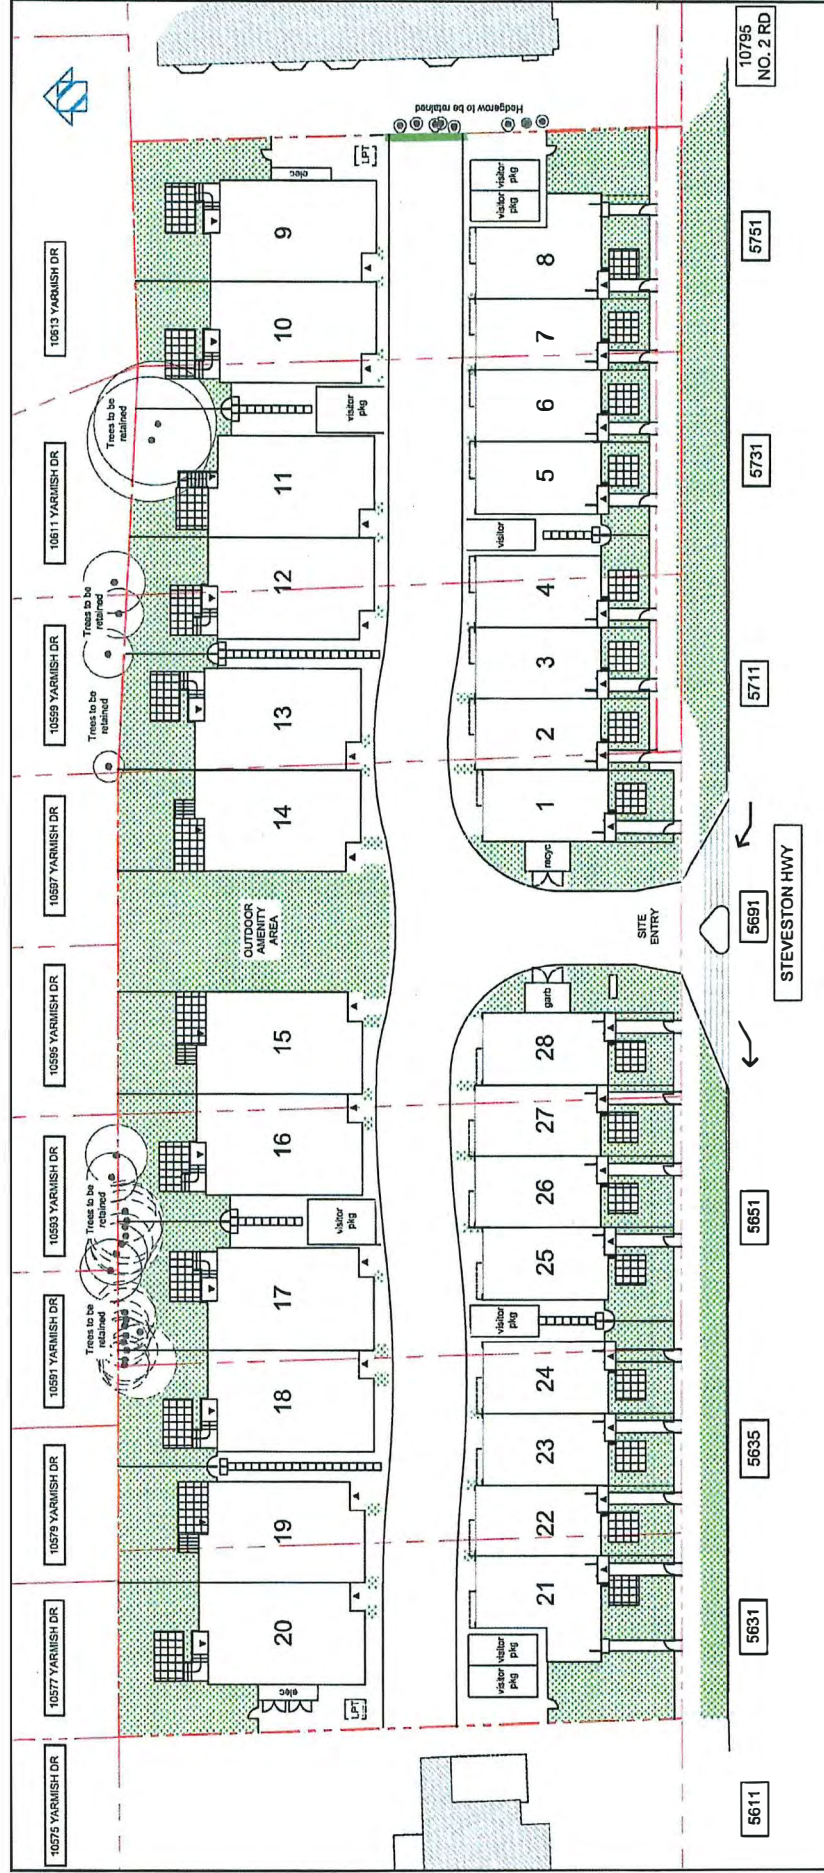 10575 YARMISH DR
10577 YARMISH DR
10579 YARMISH DR
10591 YARMISH DR
10593 YARMISH DR
10595 YARMISH DR
10597 YARMISH DR
10599 YARMISH DR
10611 YARMISH DR
10613 YARMISH DR
Trees to be
retained
Trees to be
retained
Trees to be
retained
Trees to be
retained
Trees to be
retained
20
19
18
17
16
15
OUTDOOR
AMENITY
AREA
14
13
12
11
10
9
elec
visitor
pkg
visitor
pkg
elec
LPT
LPT
Hedgerow to be retained
visitor
pkg
visitor
pkg
visitor
pkg
visitor
visitor
pkg
visitor
pkg
21
22
23
24
25
26
27
28
garb
recyc
1
2
3
4
5
6
7
8
SITE
ENTRY
5611
5631
5635
5651
5691
5711
5731
5751
10795
NO. 2 RD
STEVESTON HWY